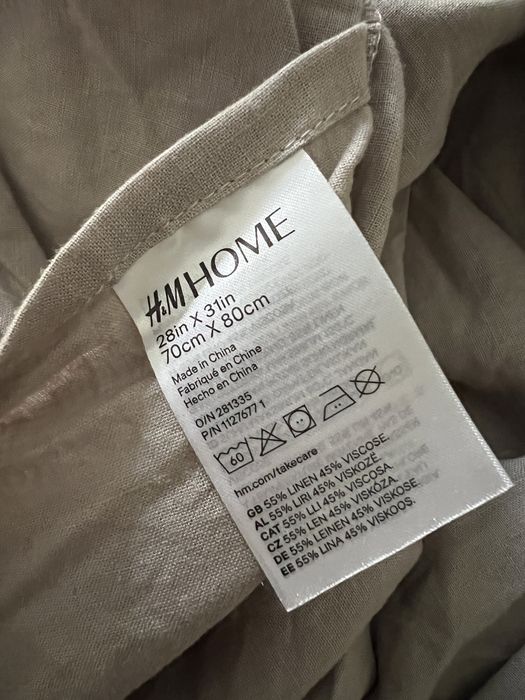 H&M HOME
28in X 31in
70cm X 80cm
Made in China
Fabriqué en Chine
Hecho en China
O/N 281335
P/N 1127677 1
60
hm.com/takecare
GB 55% LINEN 45% VISCOSE.
AL 55% LIRI 45% VISKOZË.
CAT 55% LLI 45% VISCOSA
CZ 55% LEN 45% VISKÓZA.
DE 55% LEINEN 45% VISKOSE.
EE 55% LINA 45% VISKOOS.